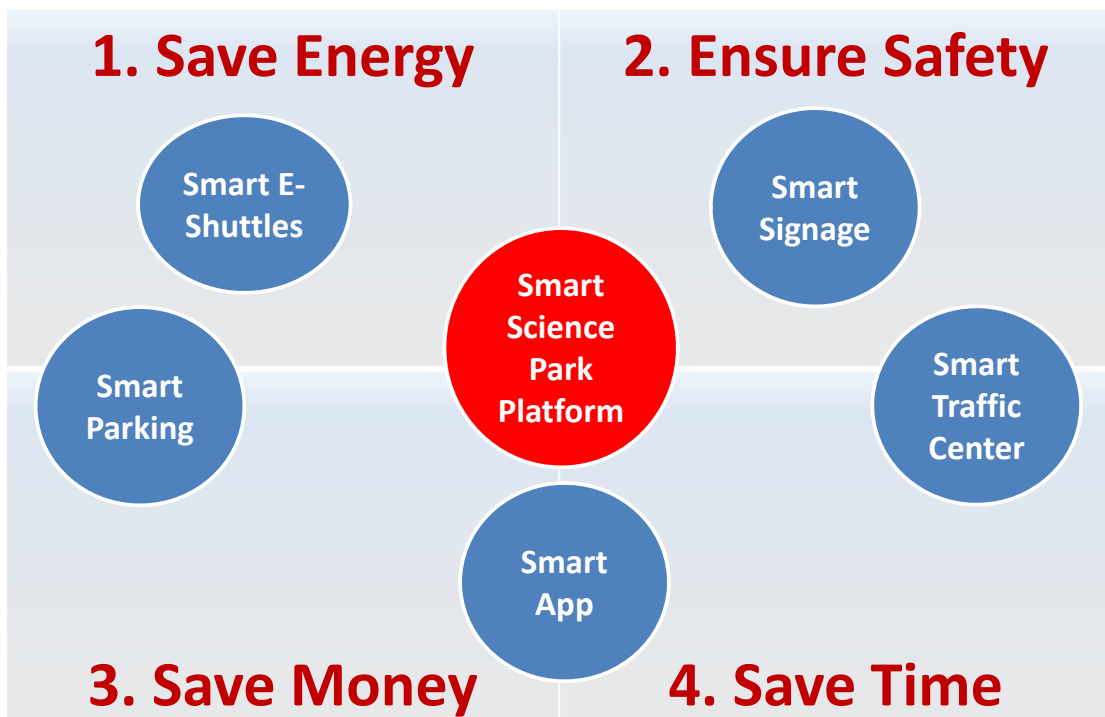 1. Save Energy
2. Ensure Safety
Smart E-
Shuttles
Smart
Signage
Smart
Science
Park
Platform
Smart
Parking
Smart
Traffic
Center
Smart
App
3. Save Money
4. Save Time